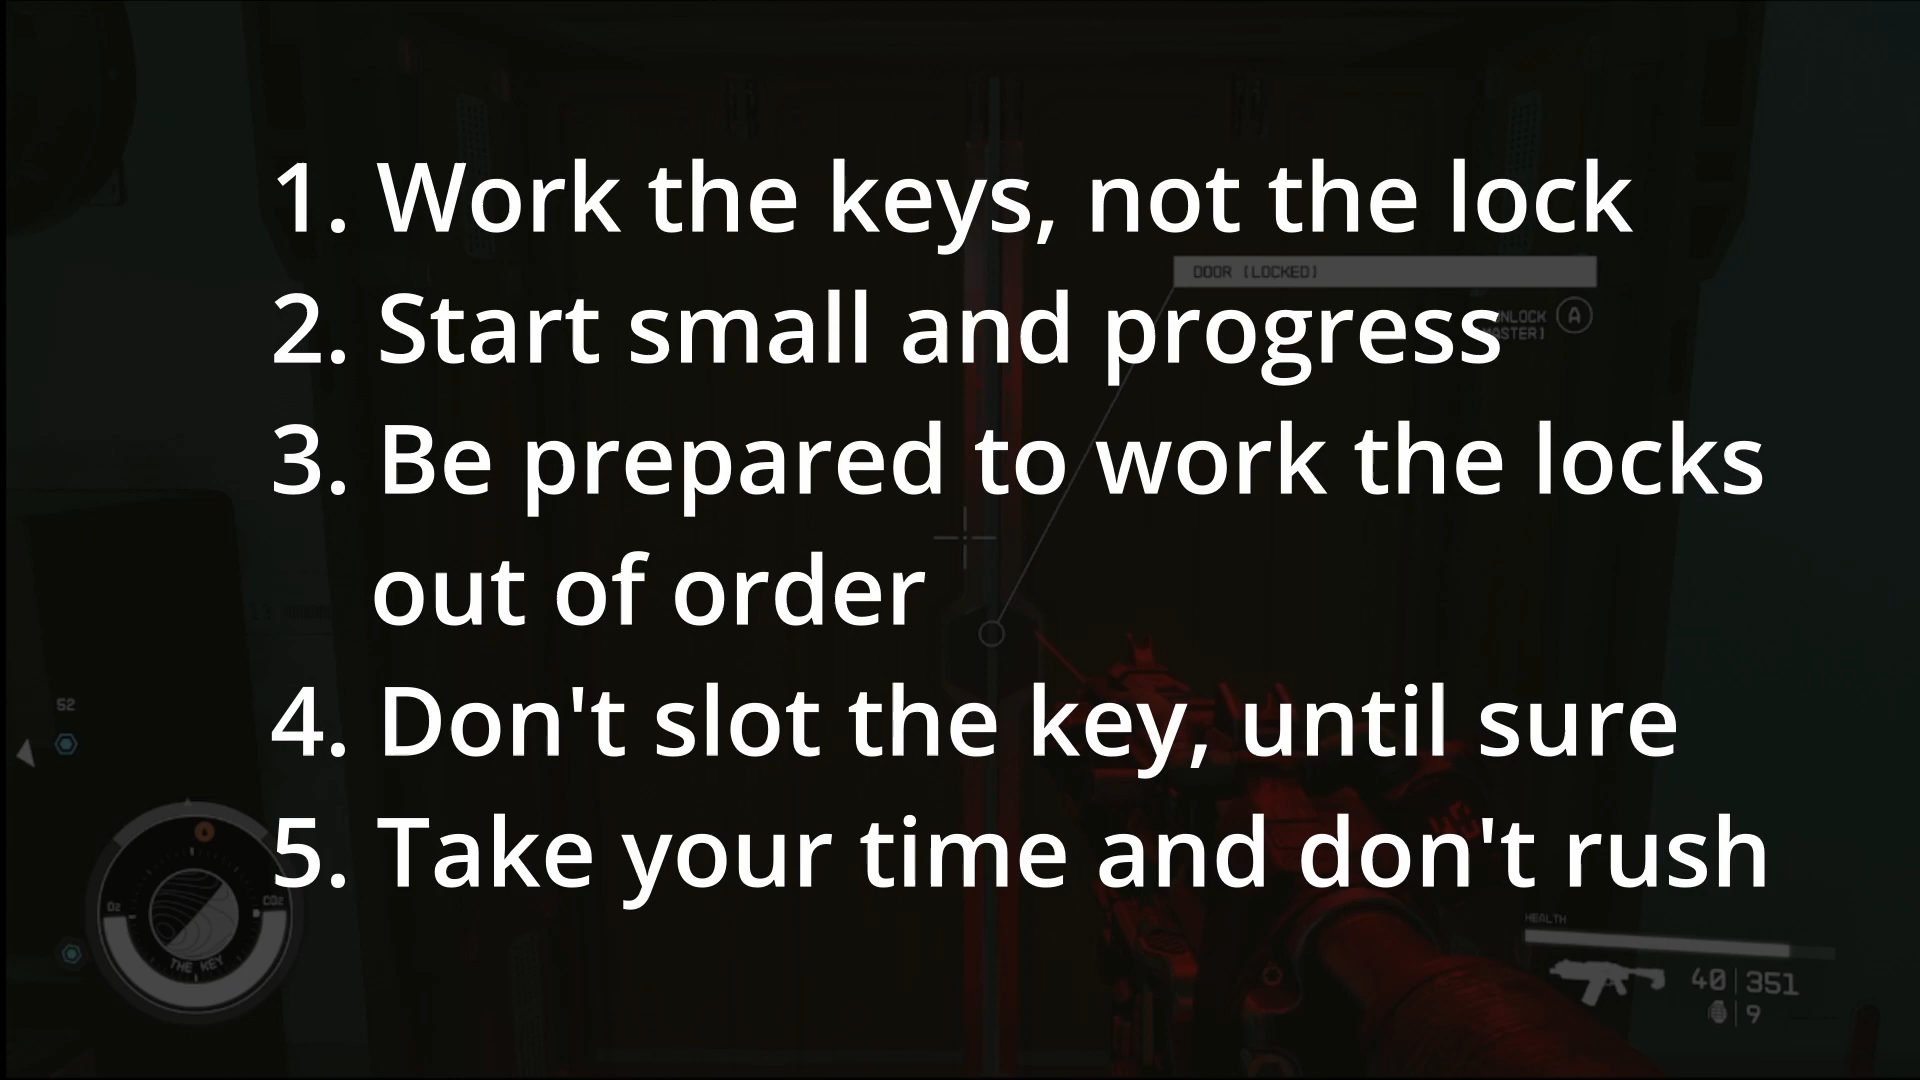 1. Work the keys, not the lock
DOOR [LOCKED]
2. Start small and progress
A
3. Be prepared to work the locks
out of order
52
4. Don't slot the key, until sure
5. Take your time and don't rush
O2
CO2
THE KEY
HEALTH
40 | 351
9